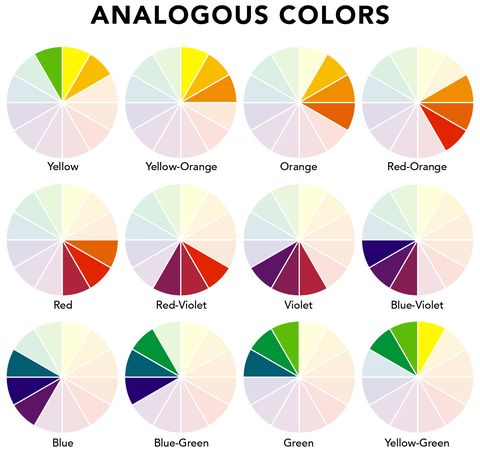 ANALOGOUS COLORS
Yellow
Yellow-Orange
Orange
Red-Orange
Red
Red-Violet
Violet
Blue-Violet
Blue
Blue-Green
Green
Yellow-Green